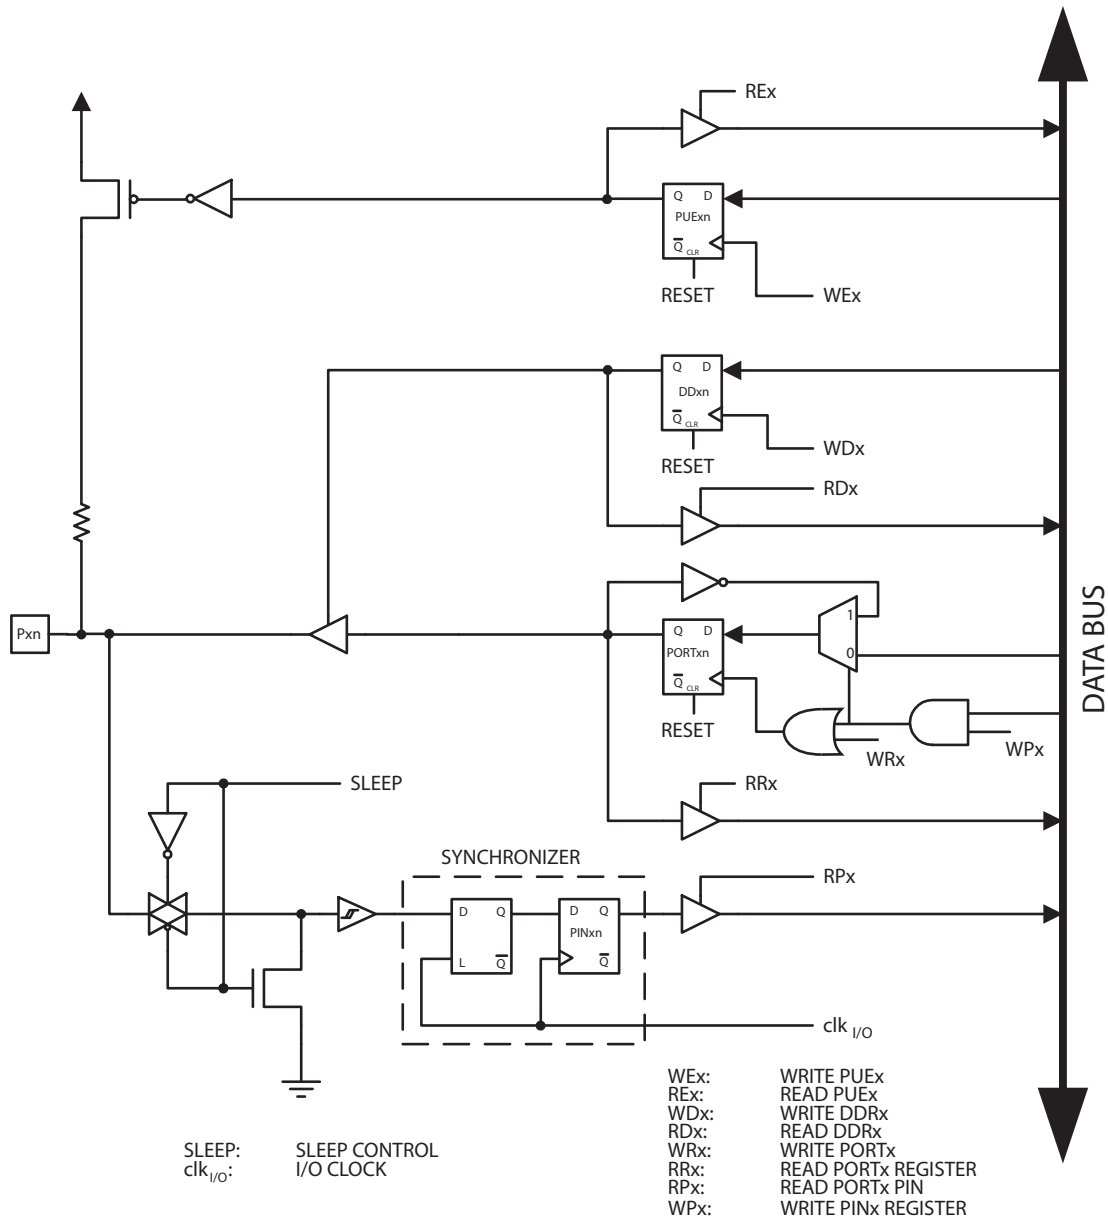 REx
Q D
PUExn
Q CLR
RESET
WEx
Q D
DDxn
Q CLR
RESET
WDx
RDx
1
0
Pxn
Q D
PORTxn
Q CLR
RESET
WRx
WPx
DATA BUS
SLEEP
RRx
SYNCHRONIZER
RPx
D Q
L Q
D Q
PINxn
Q
clk I/O
WEx: WRITE PUEx
REx: READ PUEx
WDx: WRITE DDRx
RDx: READ DDRx
WRx: WRITE PORTx
RRx: READ PORTx REGISTER
RPx: READ PORTx PIN
WPx: WRITE PINx REGISTER
SLEEP: SLEEP CONTROL
clk I/O: I/O CLOCK